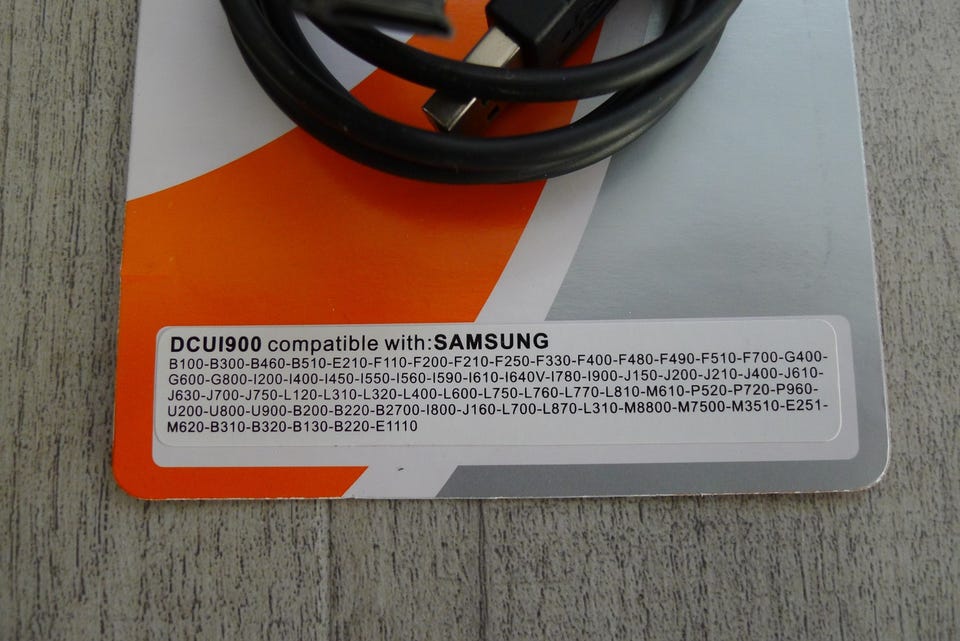 DCUI900 compatible with:SAMSUNG
B100-B300-B460-B510-E210-F110-F200-F210-F250-F330-F400-F480-F490-F510-F700-G400-
G600-G800-I200-I400-I450-I550-I560-I590-I610-I640V-I780-I900-J150-J200-J210-J400-J610-
J630-J700-J750-L120-L310-L320-L400-L600-L750-L760-L770-L810-M610-P520-P720-P960-
U200-U800-U900-B200-B220-B2700-I800-J160-L700-L870-L310-M8800-M7500-M3510-E251-
M620-B310-B320-B130-B220-E1110